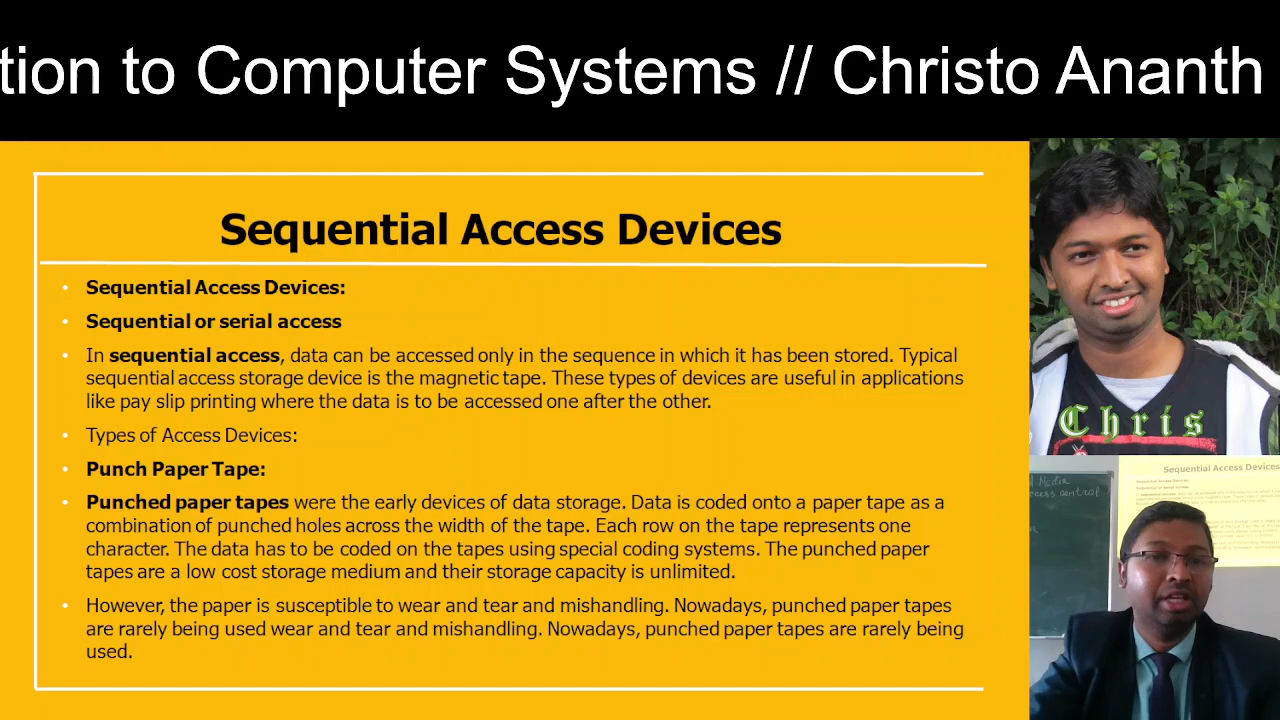 tion to Computer Systems // Christo Ananth
Sequential Access Devices
• Sequential Access Devices:
• Sequential or serial access
• In sequential access, data can be accessed only in the sequence in which it has been stored. Typical
sequential access storage device is the magnetic tape. These types of devices are useful in applications
like pay slip printing where the data is to be accessed one after the other.
• Types of Access Devices:
• Punch Paper Tape:
• Punched paper tapes were the early devices of data storage. Data is coded onto a paper tape as a
combination of punched holes across the width of the tape. Each row on the tape represents one
character. The data has to be coded on the tapes using special coding systems. The punched paper
tapes are a low cost storage medium and their storage capacity is unlimited.
• However, the paper is susceptible to wear and tear and mishandling. Nowadays, punched paper tapes
are rarely being used wear and tear and mishandling. Nowadays, punched paper tapes are rarely being
used.
Chris
Sequential Access Devices